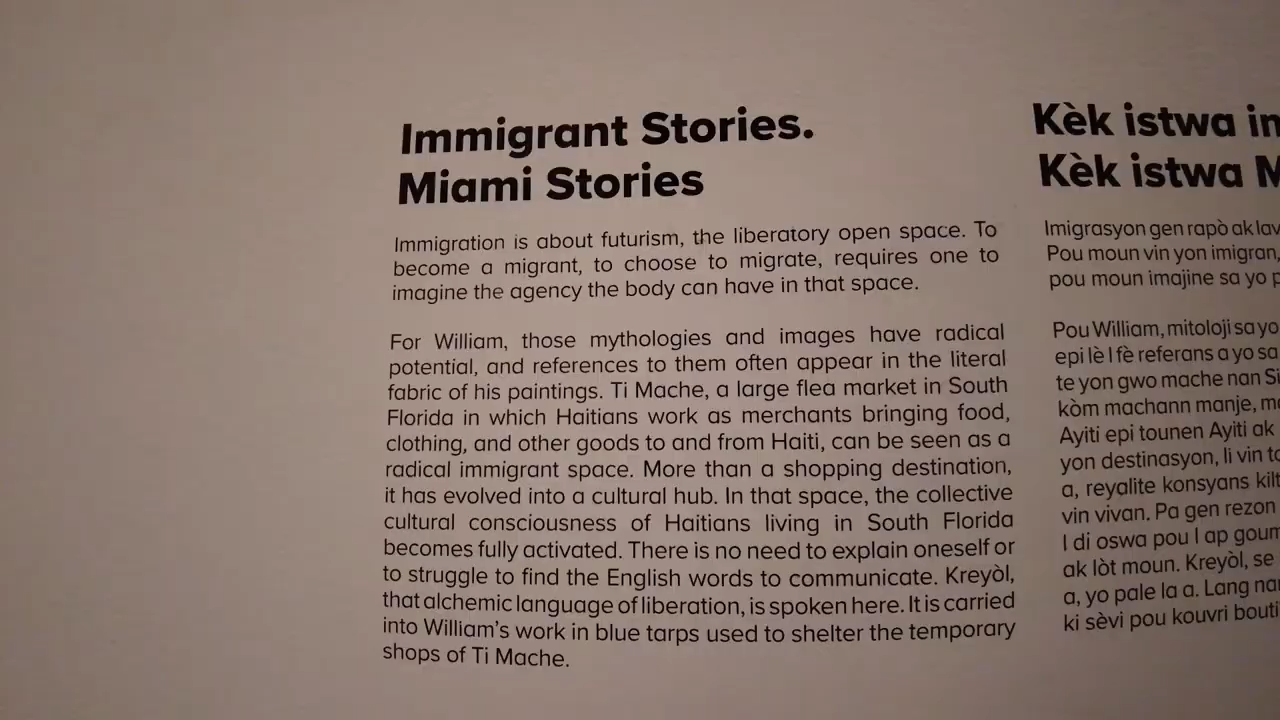 Immigrant Stories.
Miami Stories
Immigration is about futurism, the liberatory open space. To
become a migrant, to choose to migrate, requires one to
imagine the agency the body can have in that space.
For William, those mythologies and images have radical
potential, and references to them often appear in the literal
fabric of his paintings. Ti Mache, a large flea market in South
Florida in which Haitians work as merchants bringing food,
clothing, and other goods to and from Haiti, can be seen as a
radical immigrant space. More than a shopping destination,
it has evolved into a cultural hub. In that space, the collective
cultural consciousness of Haitians living in South Florida
becomes fully activated. There is no need to explain oneself or
to struggle to find the English words to communicate. Kreyòl,
that alchemic language of liberation, is spoken here. It is carried
into William's work in blue tarps used to shelter the temporary
shops of Ti Mache.
Kèk istwa
Kèk istwa
Imigrasyon gen rapò ak
Pou moun vin yon imigran,
pou moun imajine sa yo
Pou William, mitoloji sa yo
epi lè l fè referans a yo sa
te yon gwo mache nan
kòm machann manje,
Ayiti epi tounen Ayiti ak
yon destinasyon, li vin
a, reyalite konsyans
vin vivan. Pa gen rezon
l di oswa pou l ap
ak lòt moun. Kreyòl, se
a, yo pale la a. Lang
ki sèvi pou kouvri